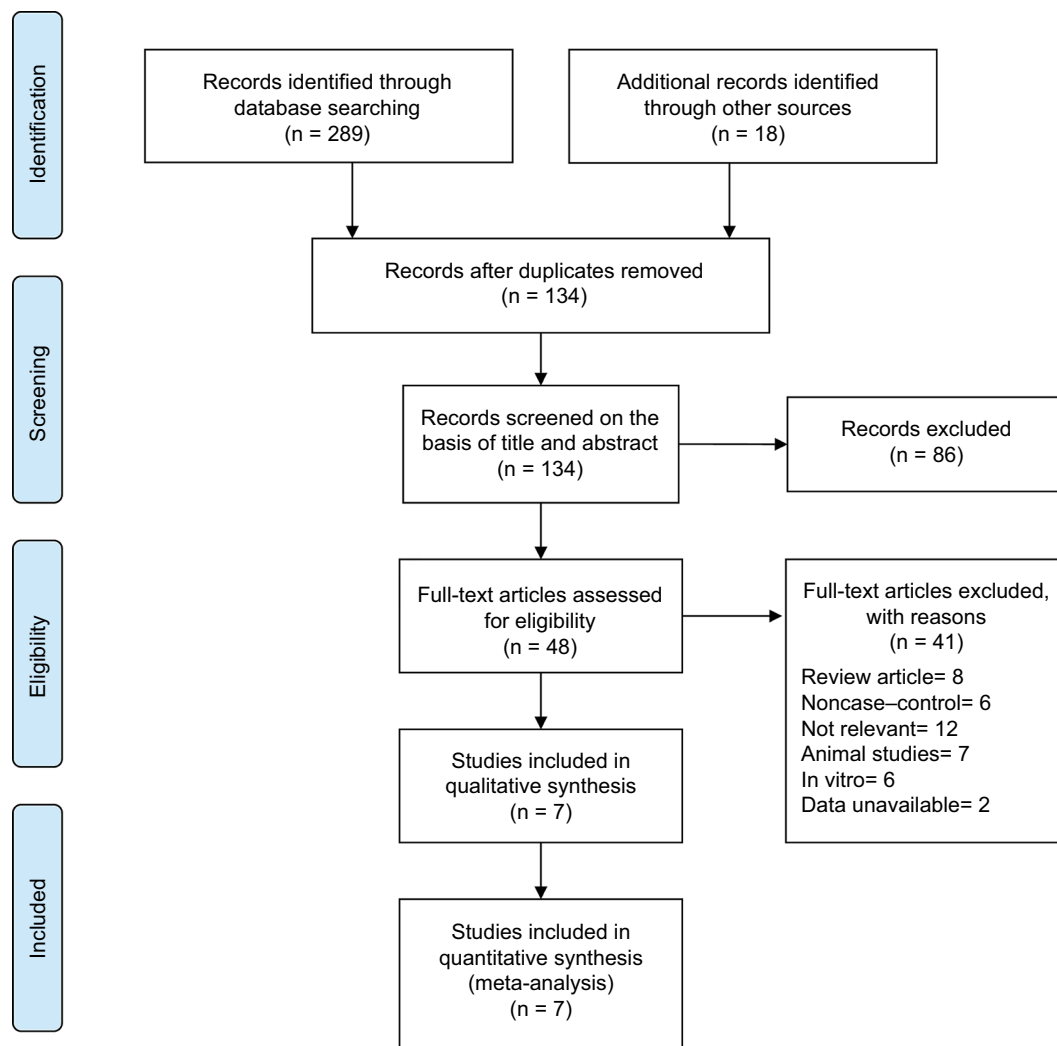 Identification
Records identified through
database searching
(n = 289)
Additional records identified
through other sources
(n = 18)
Screening
Records after duplicates removed
(n = 134)
Records screened on the
basis of title and abstract
(n = 134)
Records excluded
(n = 86)
Eligibility
Full-text articles assessed
for eligibility
(n = 48)
Full-text articles excluded,
with reasons
(n = 41)
Review article= 8
Noncase–control= 6
Not relevant= 12
Animal studies= 7
In vitro= 6
Data unavailable= 2
Studies included in
qualitative synthesis
(n = 7)
Included
Studies included in
quantitative synthesis
(meta-analysis)
(n = 7)